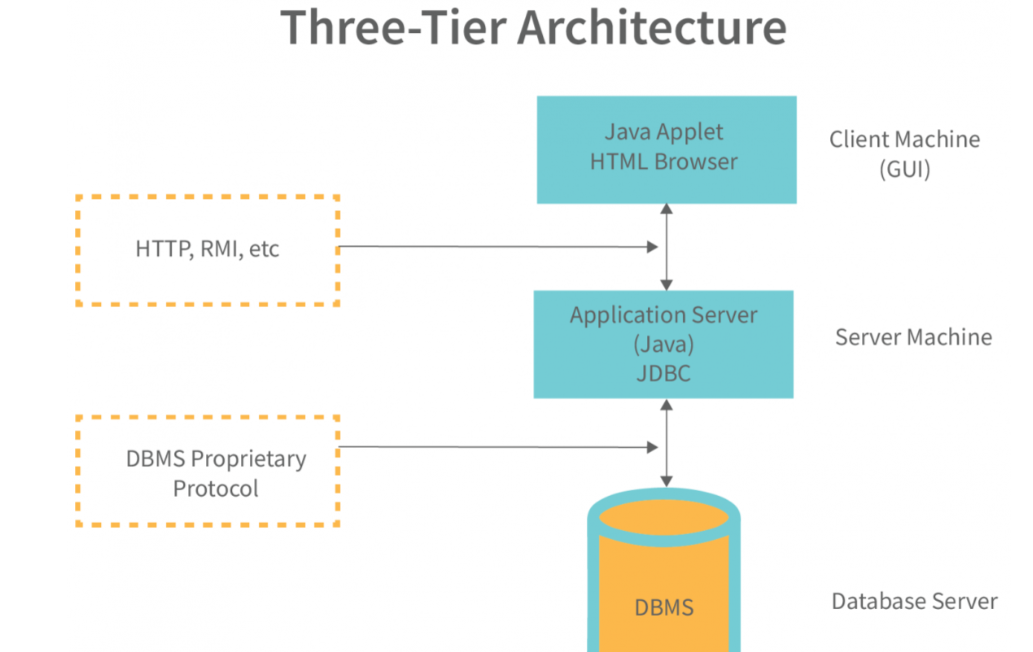 Three-Tier Architecture
Java Applet
HTML Browser
Client Machine
(GUI)
HTTP, RMI, etc
Application Server
(Java)
JDBC
Server Machine
DBMS Proprietary
Protocol
DBMS
Database Server